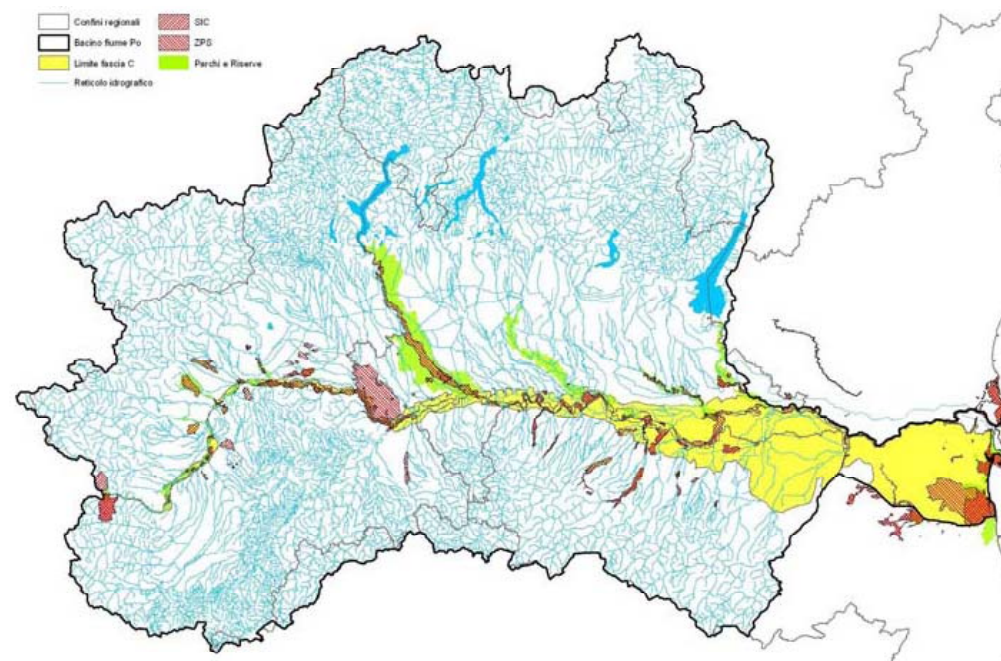 Confini regionali
Bacino fiume Po
Limite fascia C
Reticolo idrografico
SIC
ZPS
Parchi e Riserve